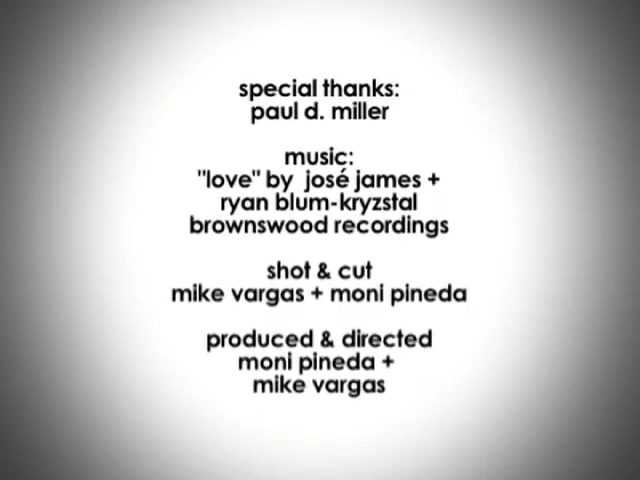 special thanks:
paul d. miller
music:
"love" by josé james +
ryan blum-kryzstal
brownswood recordings
shot & cut
mike vargas + moni pineda
produced & directed
moni pineda +
mike vargas